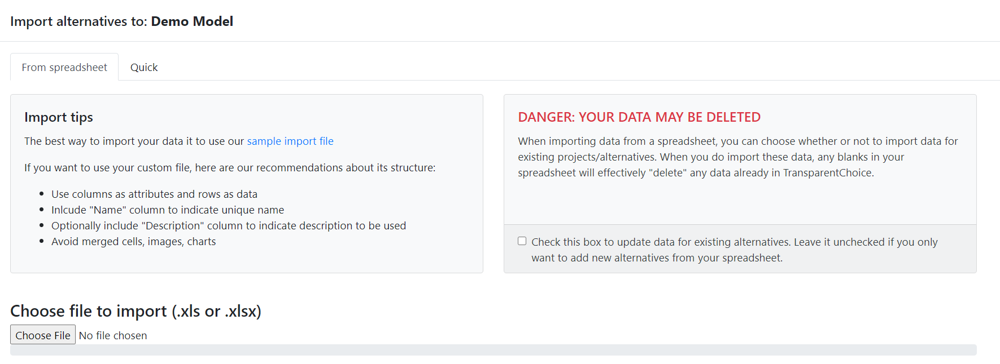 Import alternatives to: Demo Model
From spreadsheet
Quick
Import tips
The best way to import your data it to use our sample import file
If you want to use your custom file, here are our recommendations about its structure:
Use columns as attributes and rows as data
Inlcude "Name" column to indicate unique name
Optionally include "Description" column to indicate description to be used
Avoid merged cells, images, charts
DANGER: YOUR DATA MAY BE DELETED
When importing data from a spreadsheet, you can choose whether or not to import data for
existing projects/alternatives. When you do import these data, any blanks in your
spreadsheet will effectively "delete" any data already in TransparentChoice.
Check this box to update data for existing alternatives. Leave it unchecked if you only
want to add new alternatives from your spreadsheet.
Choose file to import (.xls or .xlsx)
Choose File No file chosen